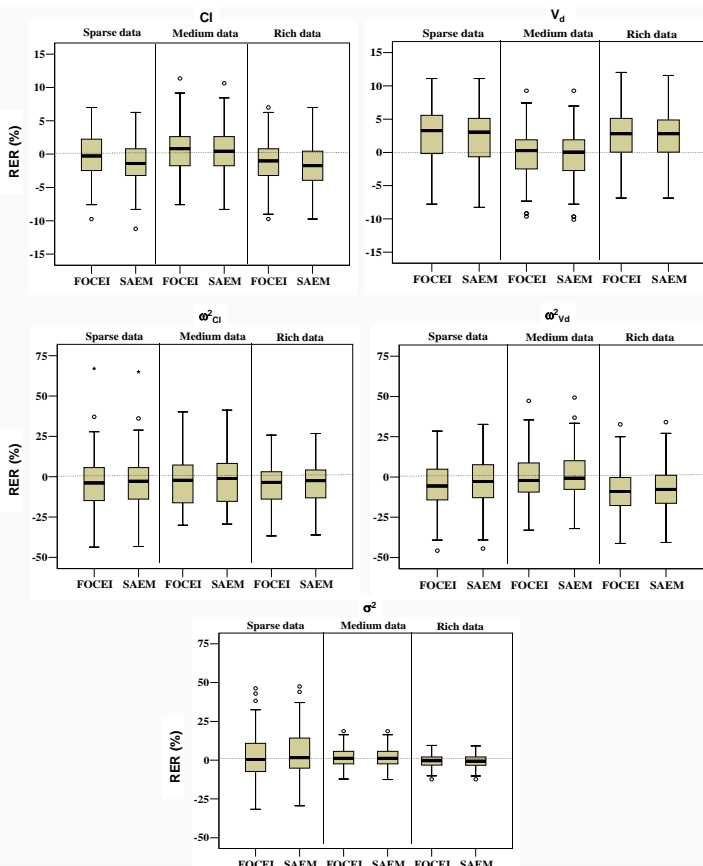 Cl
Sparse data Medium data Rich data
15
10
5
0
-5
-10
-15
RER (%)
FOCEI SAEM FOCEI SAEM FOCEI SAEM
Vd
Sparse data Medium data Rich data
15
10
5
0
-5
-10
-15
FOCEI SAEM FOCEI SAEM FOCEI SAEM
ω²Cl
Sparse data Medium data Rich data
75
50
25
0
-25
-50
RER (%)
FOCEI SAEM FOCEI SAEM FOCEI SAEM
ω²Vd
Sparse data Medium data Rich data
75
50
25
0
-25
-50
FOCEI SAEM FOCEI SAEM FOCEI SAEM
σ²
Sparse data Medium data Rich data
75
50
25
0
-25
-50
RER (%)
FOCEI SAEM FOCEI SAEM FOCEI SAEM